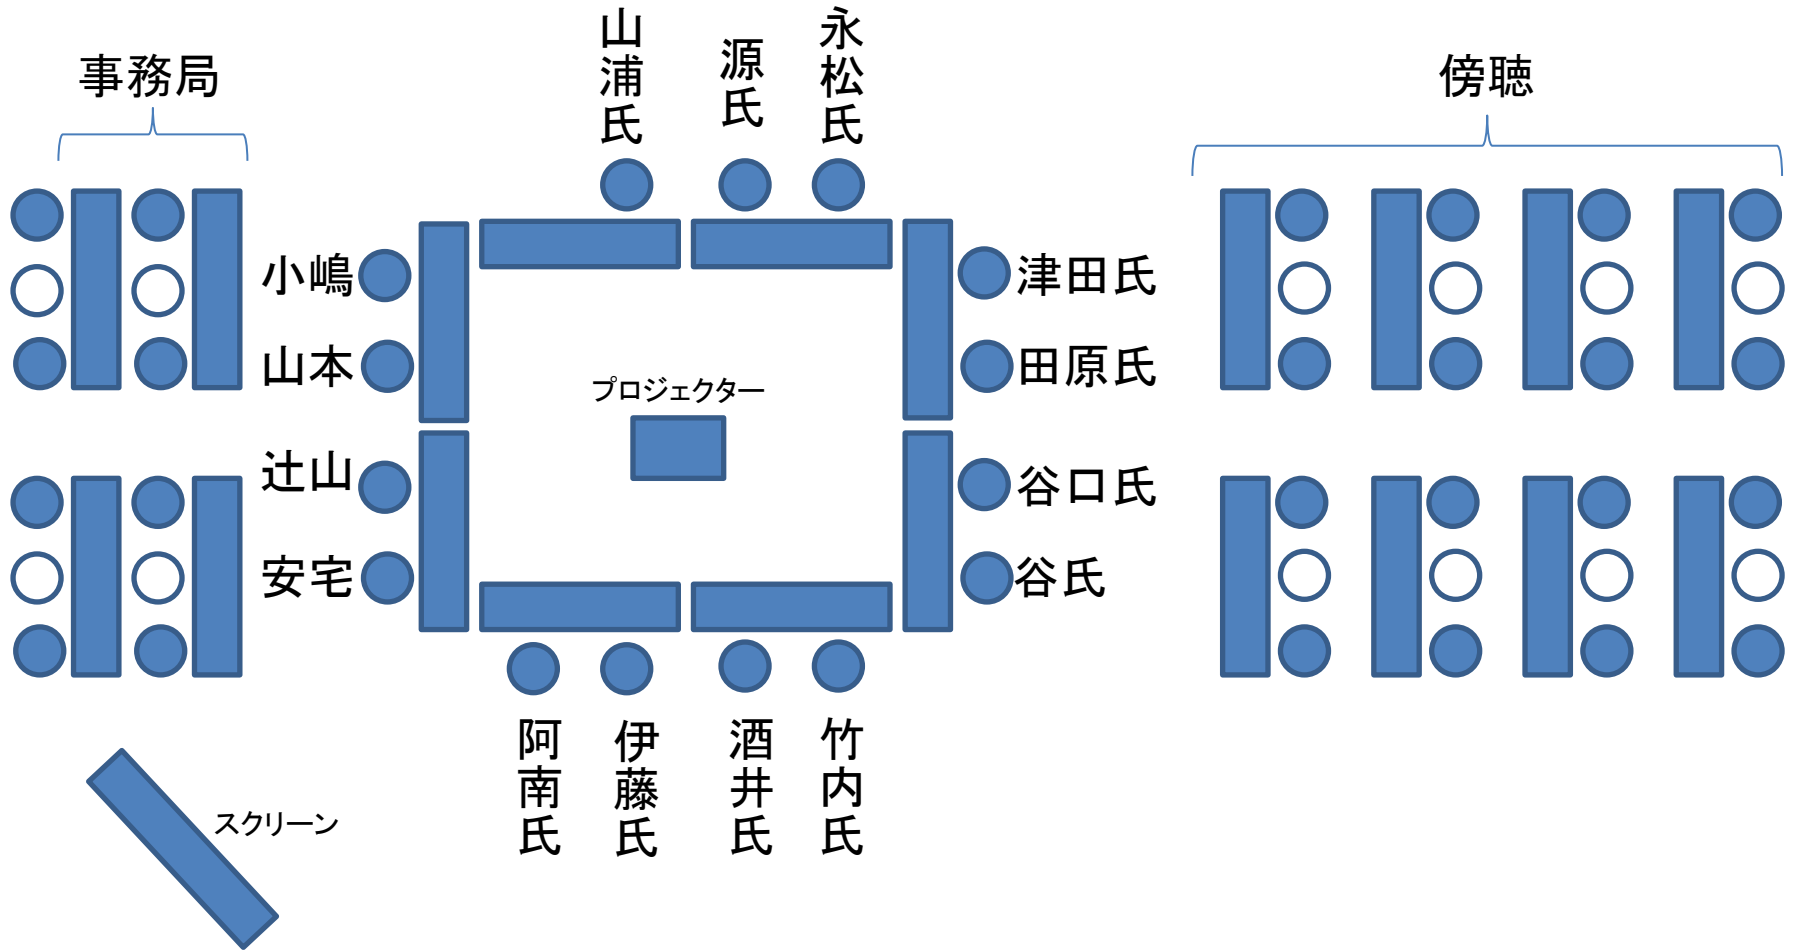 事務局
山浦氏
源氏
永松氏
傍聴
小嶋
山本
辻山
安宅
プロジェクター
津田氏
田原氏
谷口氏
谷氏
阿南氏
伊藤氏
酒井氏
竹内氏
スクリーン